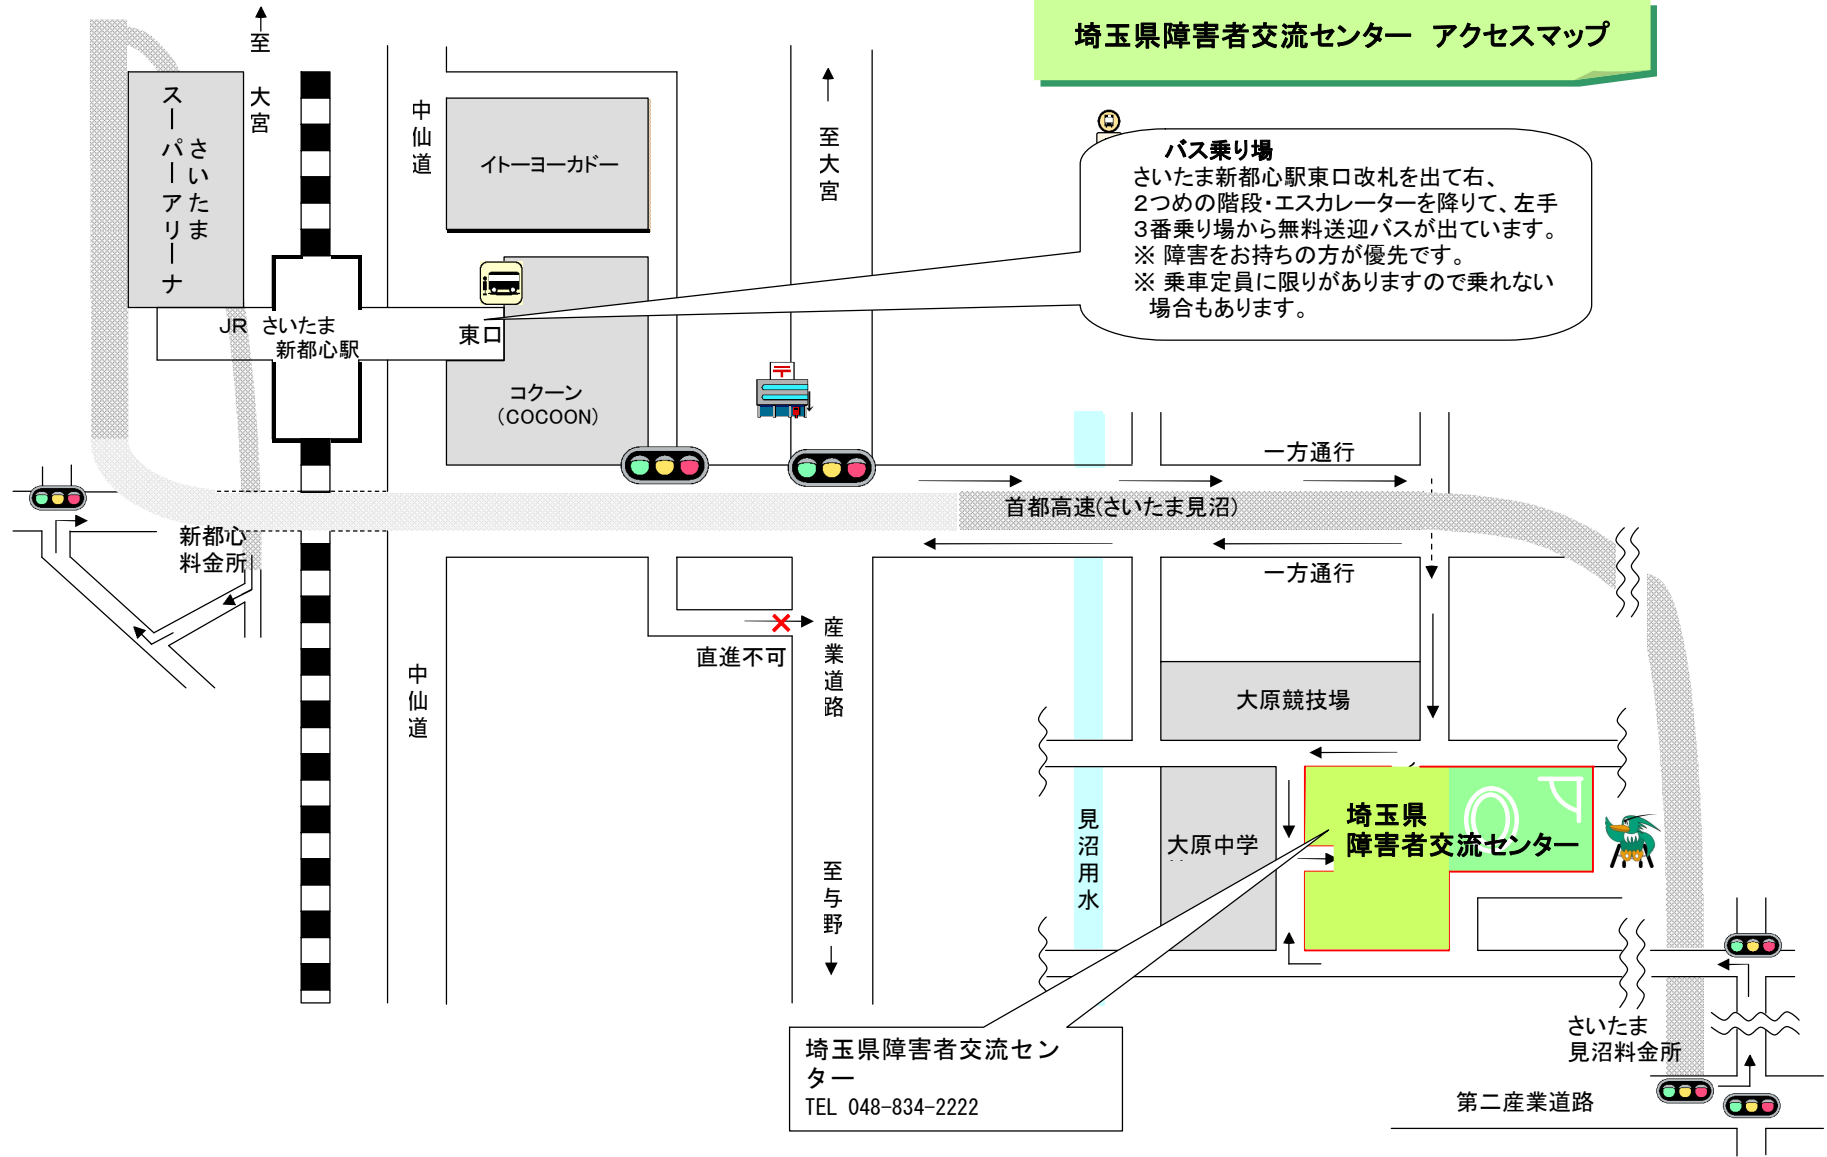 埼玉県障害者交流センター アクセスマップ
至 大宮
さいたま
スーパーアリーナ
中仙道
イトーヨーカドー
至大宮
バス乗り場
さいたま新都心駅東口改札を出て右、
2つめの階段・エスカレーターを降りて、左手
3番乗り場から無料送迎バスが出ています。
※ 障害をお持ちの方が優先です。
※ 乗車定員に限りがありますので乗れない
場合もあります。
JR さいたま
新都心駅
東口
コクーン
(COCOON)
〒
一方通行
首都高速(さいたま見沼)
一方通行
新都心
料金所
直進不可
産業道路
中仙道
大原競技場
見沼用水
大原中学
埼玉県
障害者交流センター
至与野
埼玉県障害者交流セン
ター
TEL 048-834-2222
さいたま
見沼料金所
第二産業道路